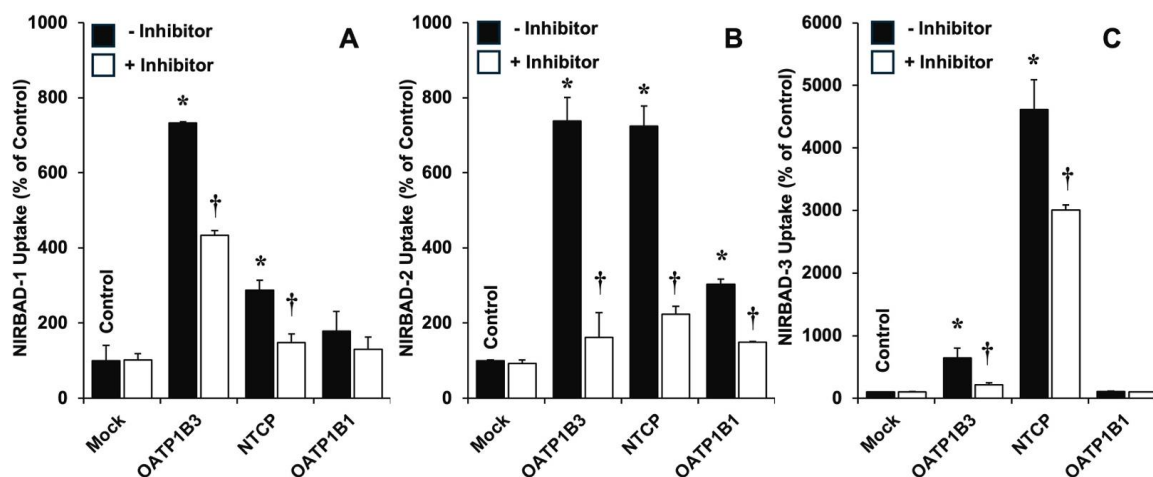 A
- Inhibitor
+ Inhibitor
NIRBAD-1 Uptake (% of Control)
1000
800
600
400
200
0
Control
*
†
*
†
Mock
OATP1B3
NTCP
OATP1B1
B
- Inhibitor
+ Inhibitor
NIRBAD-2 Uptake (% of Control)
1000
800
600
400
200
0
Control
*
†
*
†
*
†
Mock
OATP1B3
NTCP
OATP1B1
C
- Inhibitor
+ Inhibitor
NIRBAD-3 Uptake (% of Control)
6000
5000
4000
3000
2000
1000
0
Control
*
†
*
†
Mock
OATP1B3
NTCP
OATP1B1